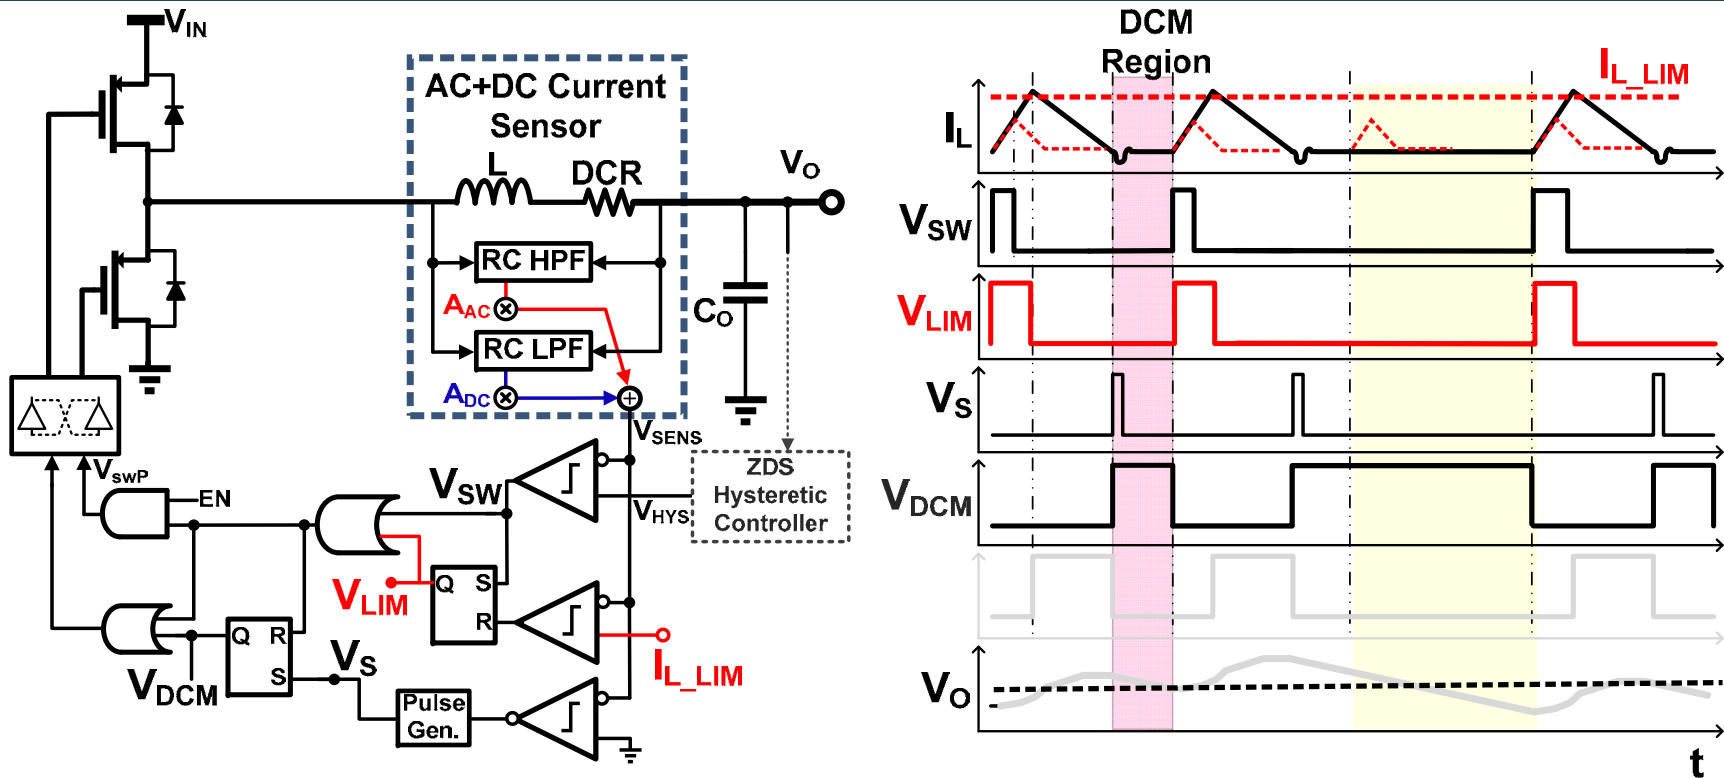 V_IN
AC+DC Current
Sensor
L
DCR
V_O
RC HPF
A_AC
RC LPF
A_DC
C_O
V_SENS
ZDS
Hysteretic
Controller
V_HYS
V_SW
V_swP
EN
V_LIM
Q
S
R
I_L_LIM
Q
R
S
V_S
V_DCM
Pulse
Gen.
DCM
Region
I_L_LIM
I_L
V_SW
V_LIM
V_S
V_DCM
V_O
t